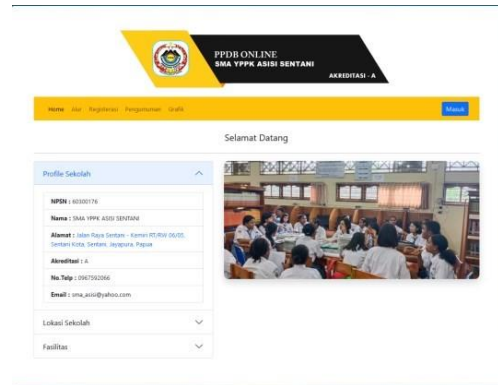 PPDB ONLINE
SMA YPPK ASISI SENTANI
AKREDITASI - A
Home Alur Registerasi Pengumuman Grafik
Masuk
Selamat Datang
Profile Sekolah
NPSN : 60300176
Nama : SMA YPPK ASISI SENTANI
Alamat : Jalan Raya Sentani - Kemiri RT/RW 06/05,
Sentani Kota, Sentani, Jayapura, Papua
Akreditasi : A
No.Telp : 0967592066
Email : sma_asisi@yahoo.com
Lokasi Sekolah
Fasilitas